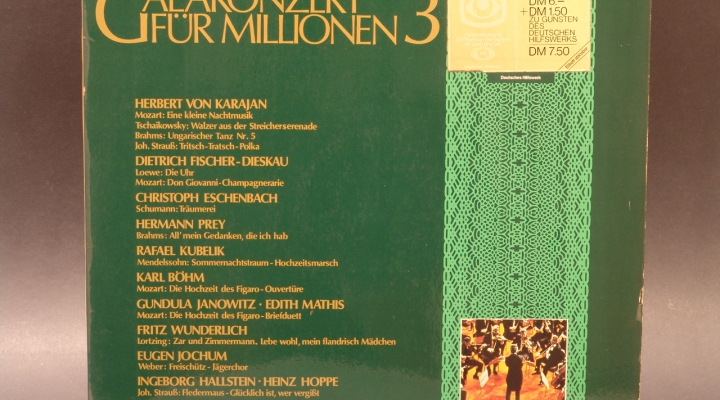 GALAKONZERT
FÜR MILLIONEN 3
DM 6.–
+DM 1.50
ZU GUNSTEN
DES
DEUTSCHEN
HILFSWERKS
DM 7.50
Deutsches Hilfswerk
HERBERT VON KARAJAN
Mozart: Eine kleine Nachtmusik
Tschaikowsky: Walzer aus der Streicherserenade
Brahms: Ungarischer Tanz Nr. 5
Joh. Strauß: Tritsch-Tratsch-Polka
DIETRICH FISCHER-DIESKAU
Loewe: Die Uhr
Mozart: Don Giovanni-Champagnerarie
CHRISTOPH ESCHENBACH
Schumann: Träumerei
HERMANN PREY
Brahms: All' mein Gedanken, die ich hab
RAFAEL KUBELIK
Mendelssohn: Sommernachtstraum-Hochzeitsmarsch
KARL BÖHM
Mozart: Die Hochzeit des Figaro-Ouvertüre
GUNDULA JANOWITZ · EDITH MATHIS
Mozart: Die Hochzeit des Figaro-Briefduett
FRITZ WUNDERLICH
Lortzing: Zar und Zimmermann, Lebe wohl, mein flandrisch Mädchen
EUGEN JOCHUM
Weber: Freischütz-Jägerchor
INGEBORG HALLSTEIN · HEINZ HOPPE
Joh. Strauß: Fledermaus-Glücklich ist, wer vergißt